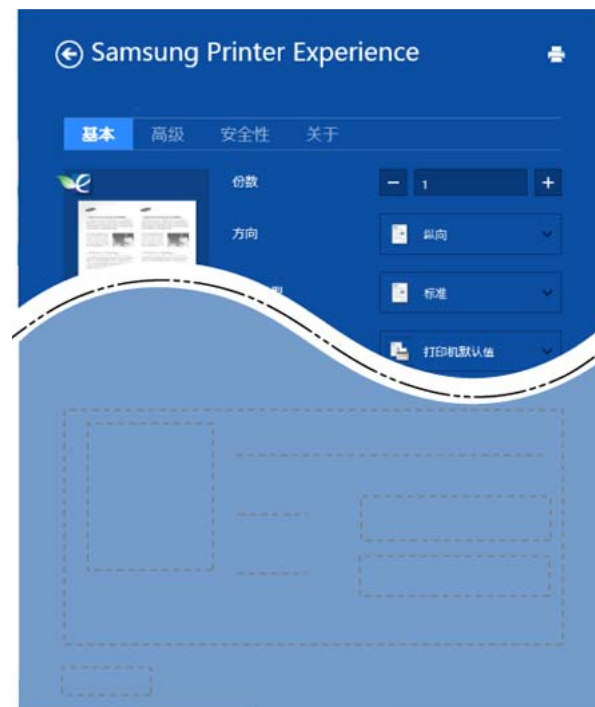 Samsung Printer Experience
基本 高级 安全性 关于
份数 1
方向 纵向
型 标准
打印机默认值